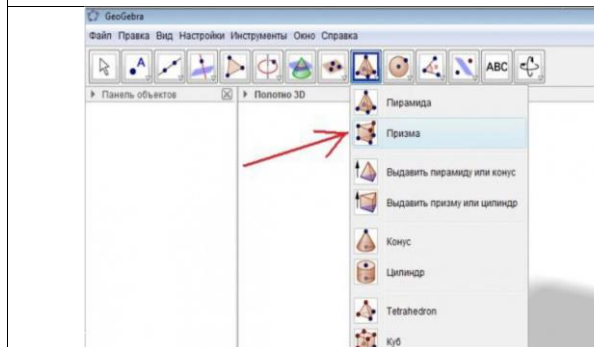 GeoGebra
Файл Правка Вид Настройки Инструменты Окно Справка
A
ABC
Панель объектов
Полотно 3D
Пирамида
Призма
Выдавить пирамиду или конус
Выдавить призму или цилиндр
Конус
Цилиндр
Tetrahedron
Куб